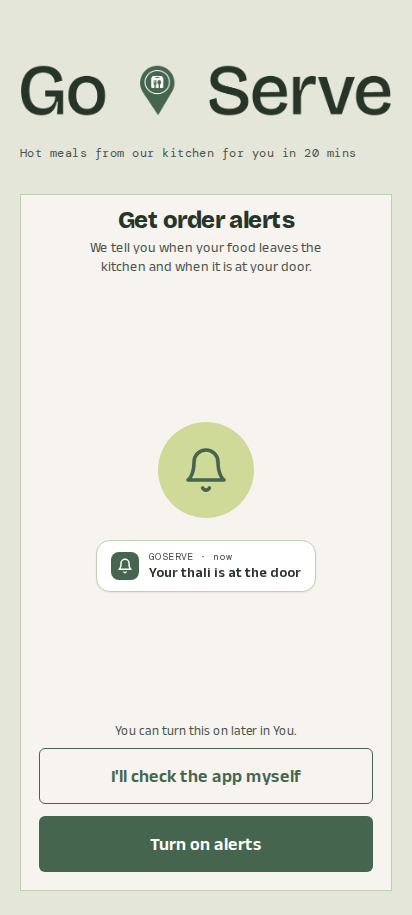 Go Serve
Hot meals from our kitchen for you in 20 mins
Get order alerts
We tell you when your food leaves the
kitchen and when it is at your door.
GOSERVE · now
Your thali is at the door
You can turn this on later in You.
I'll check the app myself
Turn on alerts